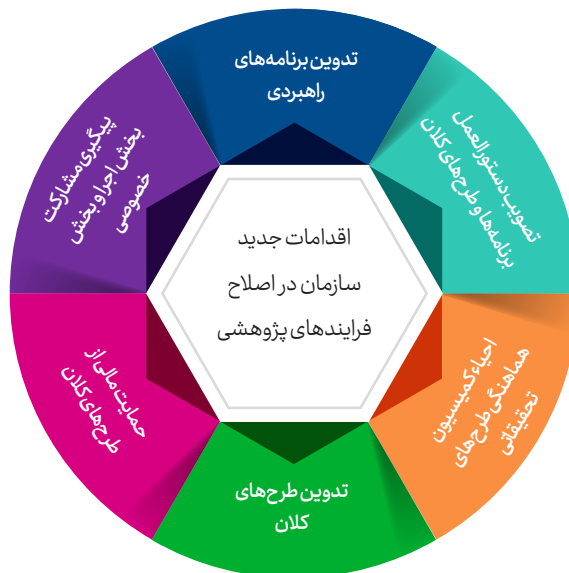 اقدامات جدید
سازمان در اصلاح
فرایندهای پژوهشی
تدوین برنامه‌های
راهبردی
تصویب دستورالعمل
برنامه‌ها و طرح‌های کلان
احیاء کمیسیون
هماهنگی طرح‌های
تحقیقاتی
تدوین طرح‌های
کلان
حمایت مالی از
طرح‌های کلان
پیگیری مشارکت
بخش اجرا و بخش
خصوصی